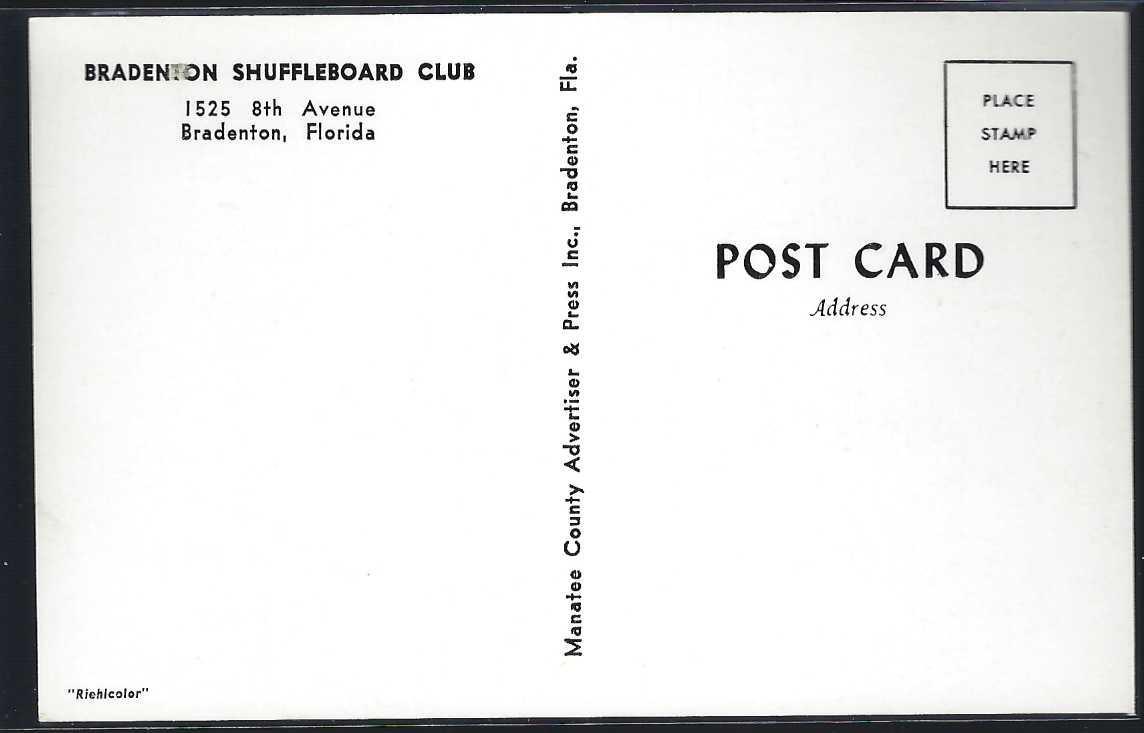 BRADENTON SHUFFLEBOARD CLUB
1525 8th Avenue
Bradenton, Florida
"Riehlcolor"
Manatee County Advertiser & Press Inc., Bradenton, Fla.
PLACE
STAMP
HERE
POST CARD
Address